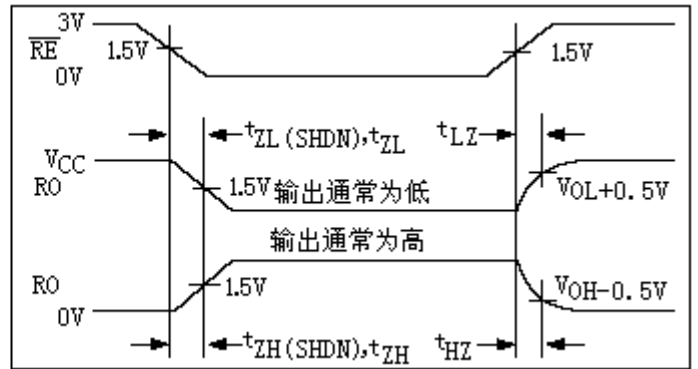 3V
RE 1.5V 1.5V
0V
tZL(SHDN),tZL tLZ
VCC
RO 1.5V 输出通常为低 VOL+0.5V
输出通常为高
RO 1.5V VOH-0.5V
0V
tZH(SHDN),tZH tHZ